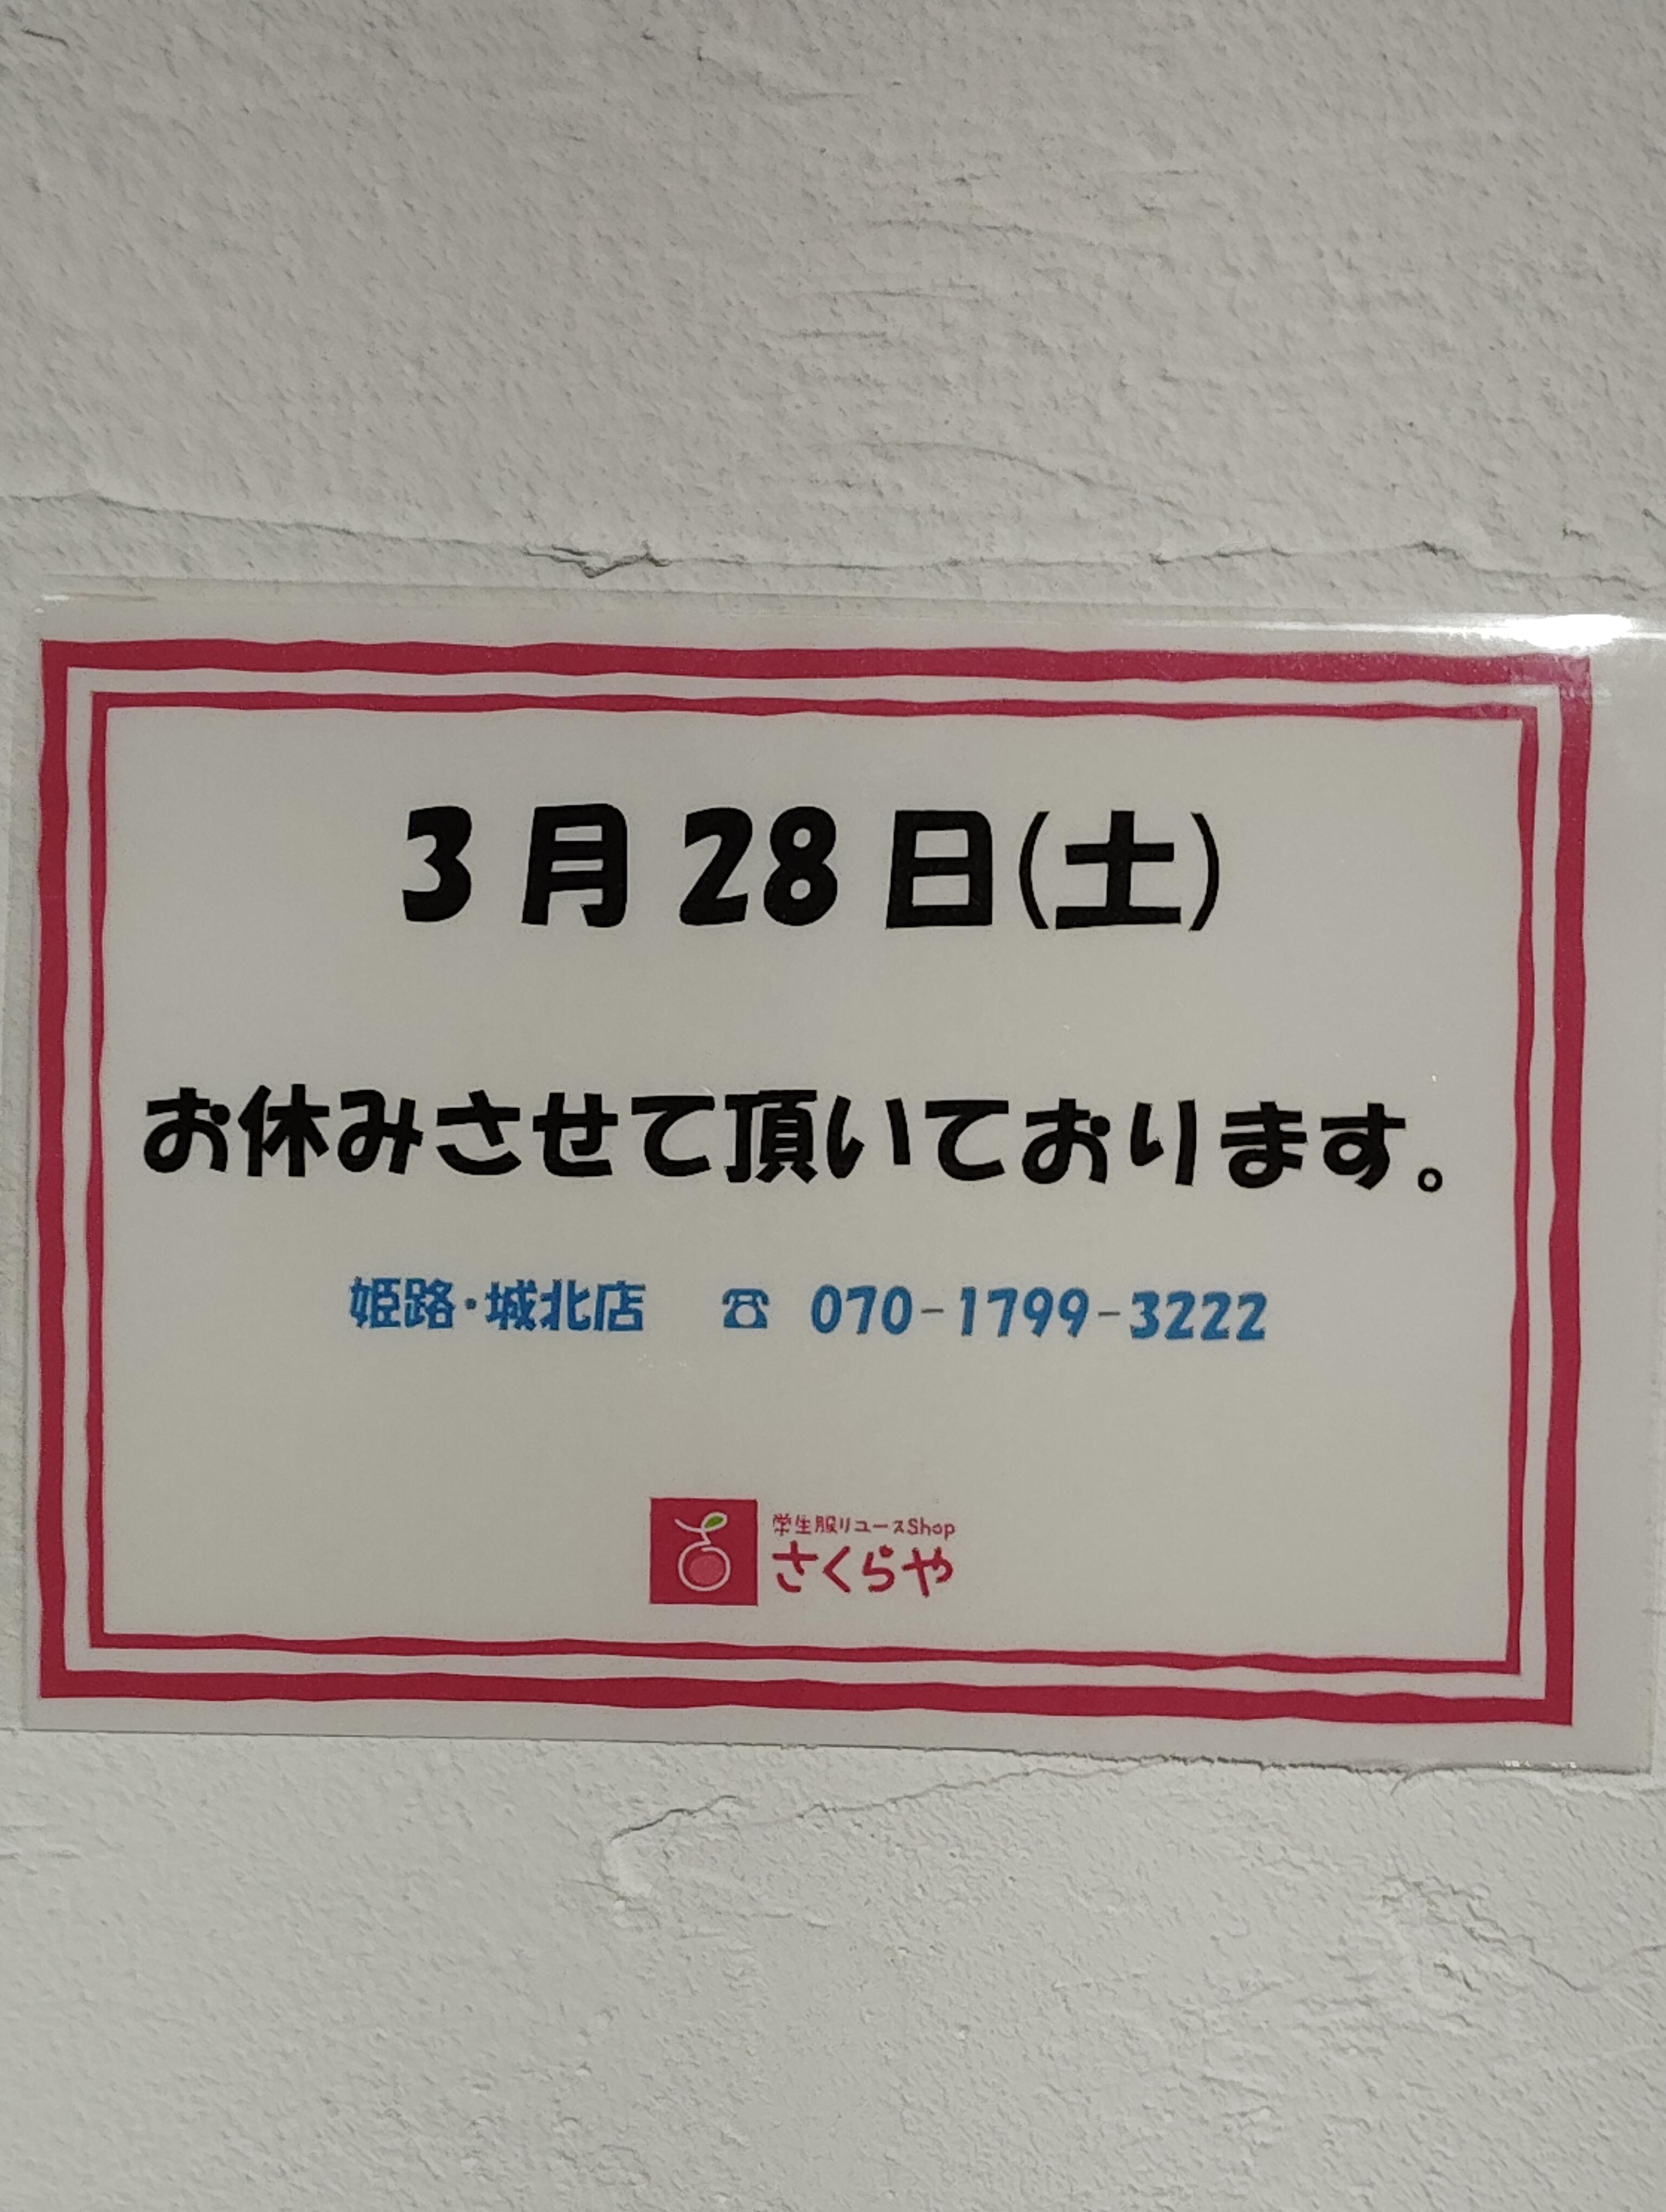 3月28日(土)
お休みさせて頂いております。
姫路・城北店 ☎ 070-1799-3222
学生服リユースShop
さくらや